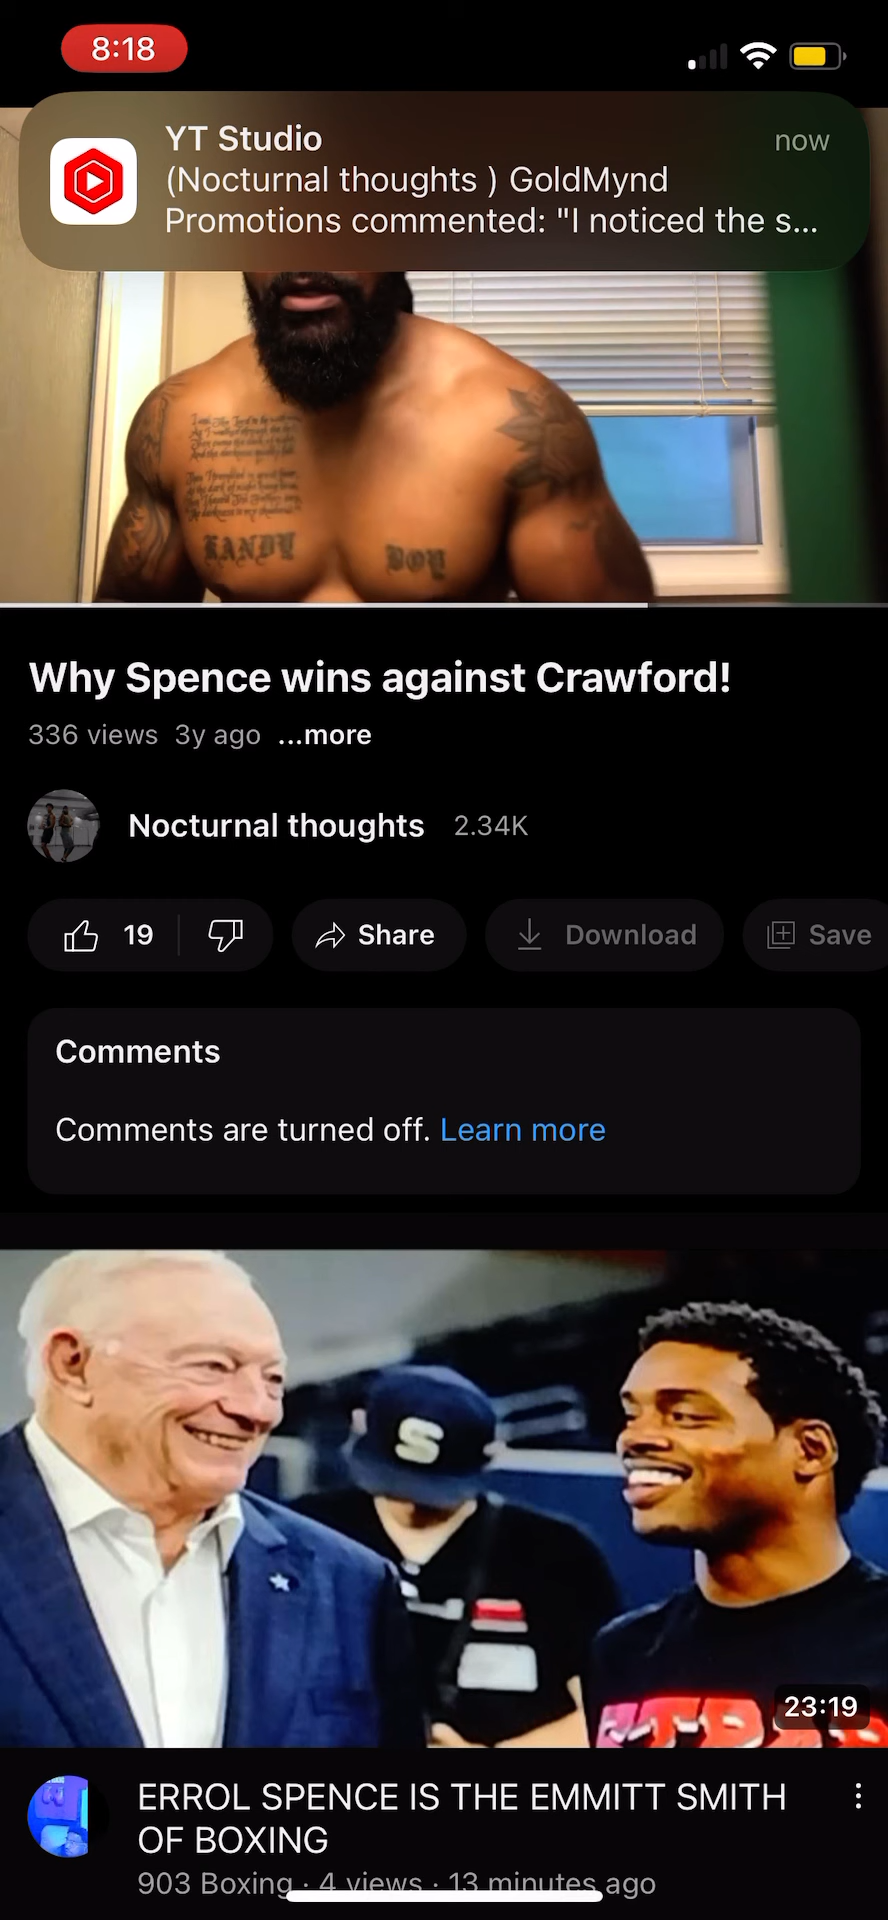 8:18
YT Studio
now
(Nocturnal thoughts ) GoldMynd
Promotions commented: "I noticed the s...
KANDY
BOY
Why Spence wins against Crawford!
336 views 3y ago ...more
Nocturnal thoughts 2.34K
19
Share
Download
Save
Comments
Comments are turned off. Learn more
S
23:19
ERROL SPENCE IS THE EMMITT SMITH
OF BOXING
903 Boxing · 4 views · 13 minutes ago